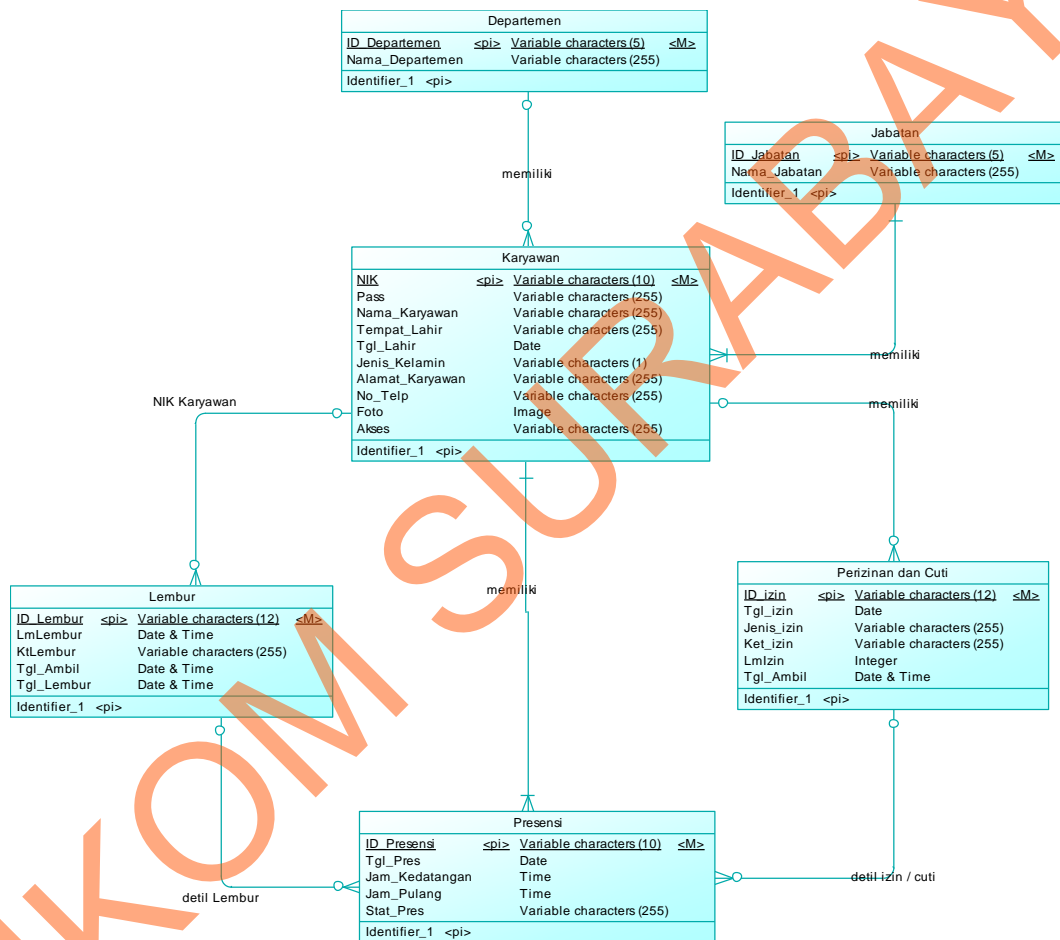 Departemen
ID_Departemen <pi> Variable characters (5) <M>
Nama_Departemen Variable characters (255)
Identifier_1 <pi>
Jabatan
ID_Jabatan <pi> Variable characters (5) <M>
Nama_Jabatan Variable characters (255)
Identifier_1 <pi>
memiliki
Karyawan
NIK <pi> Variable characters (10) <M>
Pass Variable characters (255)
Nama_Karyawan Variable characters (255)
Tempat_Lahir Variable characters (255)
Tgl_Lahir Date
Jenis_Kelamin Variable characters (1)
Alamat_Karyawan Variable characters (255)
No_Telp Variable characters (255)
Foto Image
Akses Variable characters (255)
Identifier_1 <pi>
memiliki
NIK Karyawan
memiliki
memiliki
Lembur
ID_Lembur <pi> Variable characters (12) <M>
LmLembur Date & Time
KtLembur Variable characters (255)
Tgl_Ambil Date & Time
Tgl_Lembur Date & Time
Identifier_1 <pi>
Perizinan dan Cuti
ID_izin <pi> Variable characters (12) <M>
Tgl_izin Date
Jenis_izin Variable characters (255)
Ket_izin Variable characters (255)
LmIzin Integer
Tgl_Ambil Date & Time
Identifier_1 <pi>
Presensi
ID_Presensi <pi> Variable characters (10) <M>
Tgl_Pres Date
Jam_Kedatangan Time
Jam_Pulang Time
Stat_Pres Variable characters (255)
Identifier_1 <pi>
detil Lembur
detil izin / cuti
KOM SURABAY